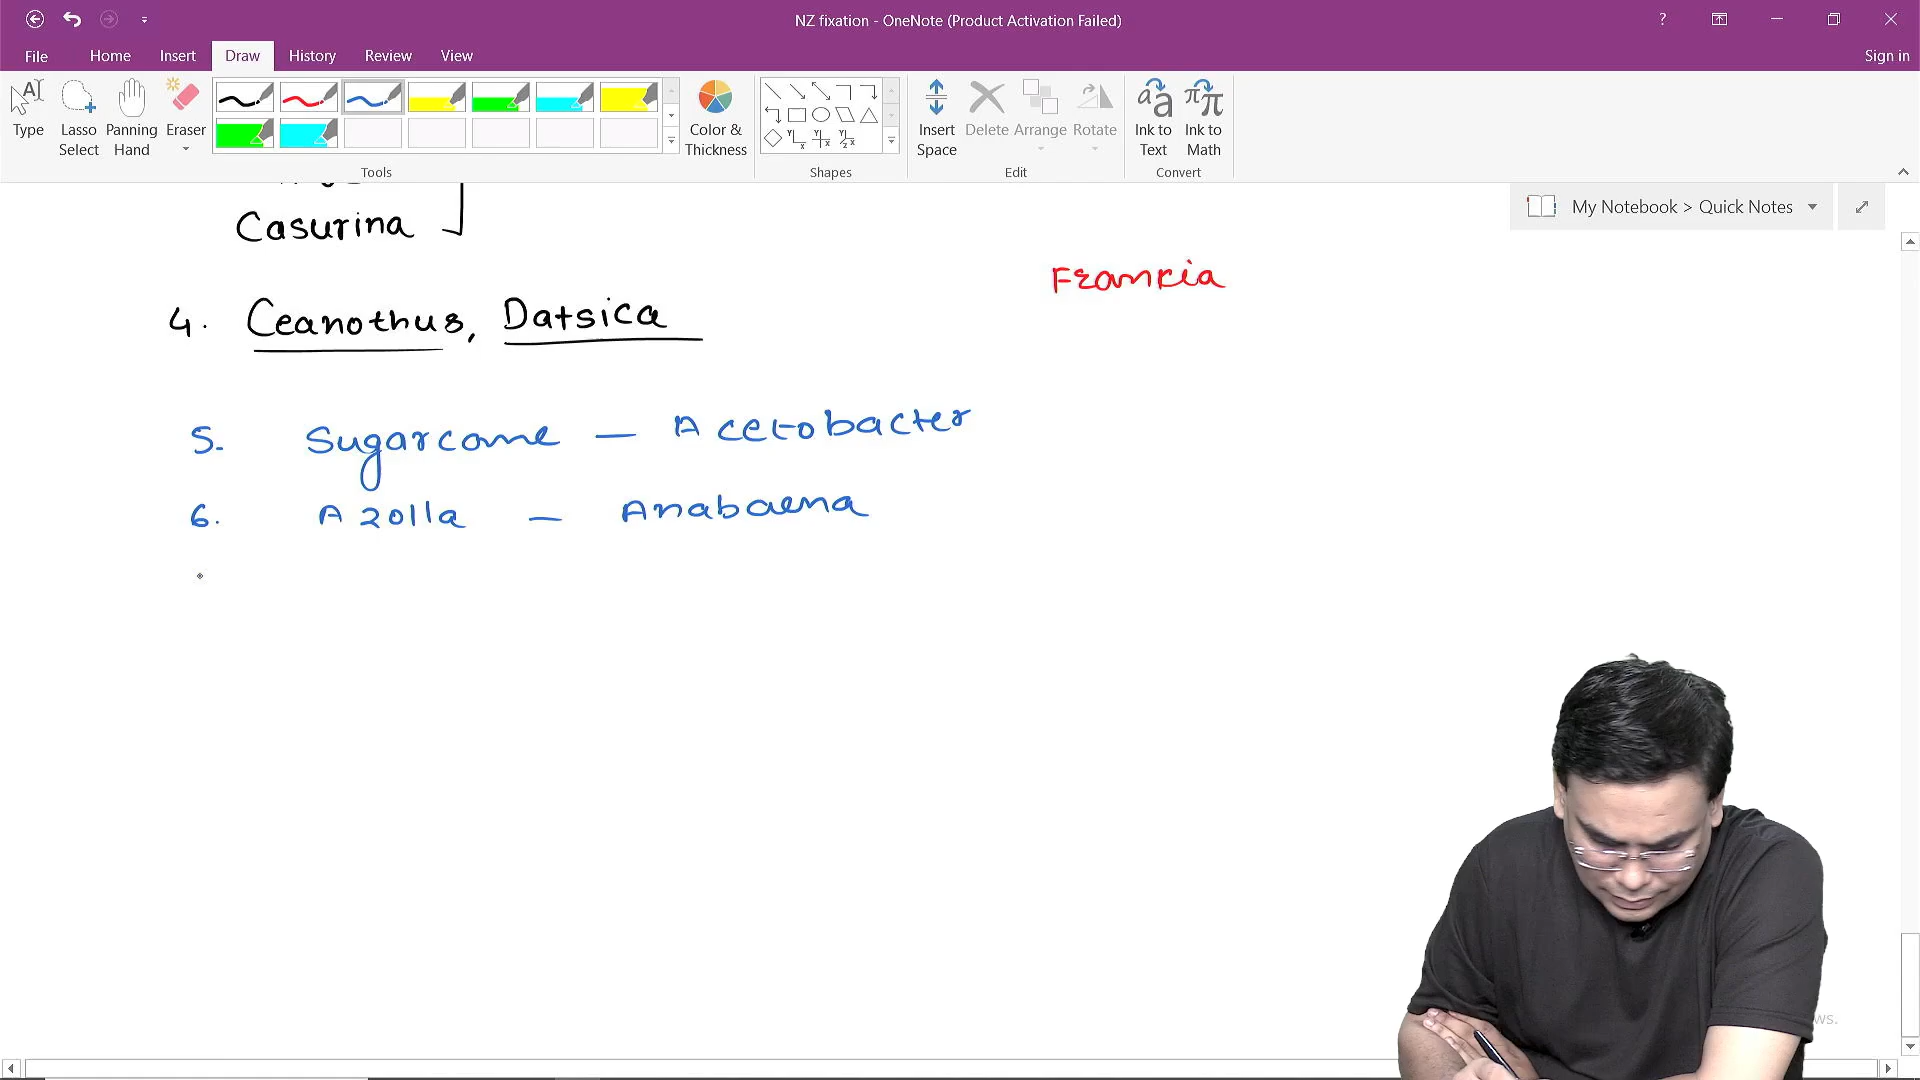 NZ fixation - OneNote (Product Activation Failed)
?
File Home Insert Draw History Review View Sign in
Type Lasso Select Panning Hand Eraser Color & Thickness Insert Space Delete Arrange Rotate Ink to Text Ink to Math
Tools Shapes Edit Convert
My Notebook > Quick Notes
Casurina
Frankia
4. Ceanothus, Datsica
5. Sugarcane — Acetobacter
6. Azolla — Anabaena
ws.